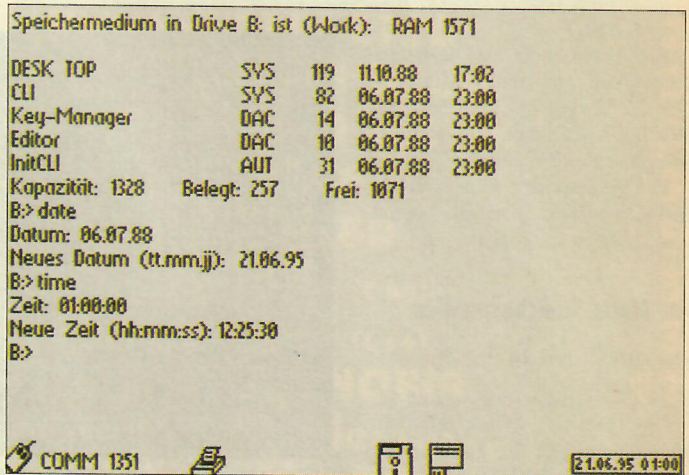 Speichermedium in Drive B: ist (Work): RAM 1571
DESK TOP SYS 119 11.10.88 17:02
CLI SYS 82 06.07.88 23:00
Key-Manager DAC 14 06.07.88 23:00
Editor DAC 10 06.07.88 23:00
InitCLI AUT 31 06.07.88 23:00
Kapazität: 1328 Belegt: 257 Frei: 1071
B:> date
Datum: 06.07.88
Neues Datum (tt.mm.jj): 21.06.95
B:> time
Zeit: 01:00:00
Neue Zeit (hh:mm:ss): 12:25:30
B:>
COMM 1351
21.06.95 01:00